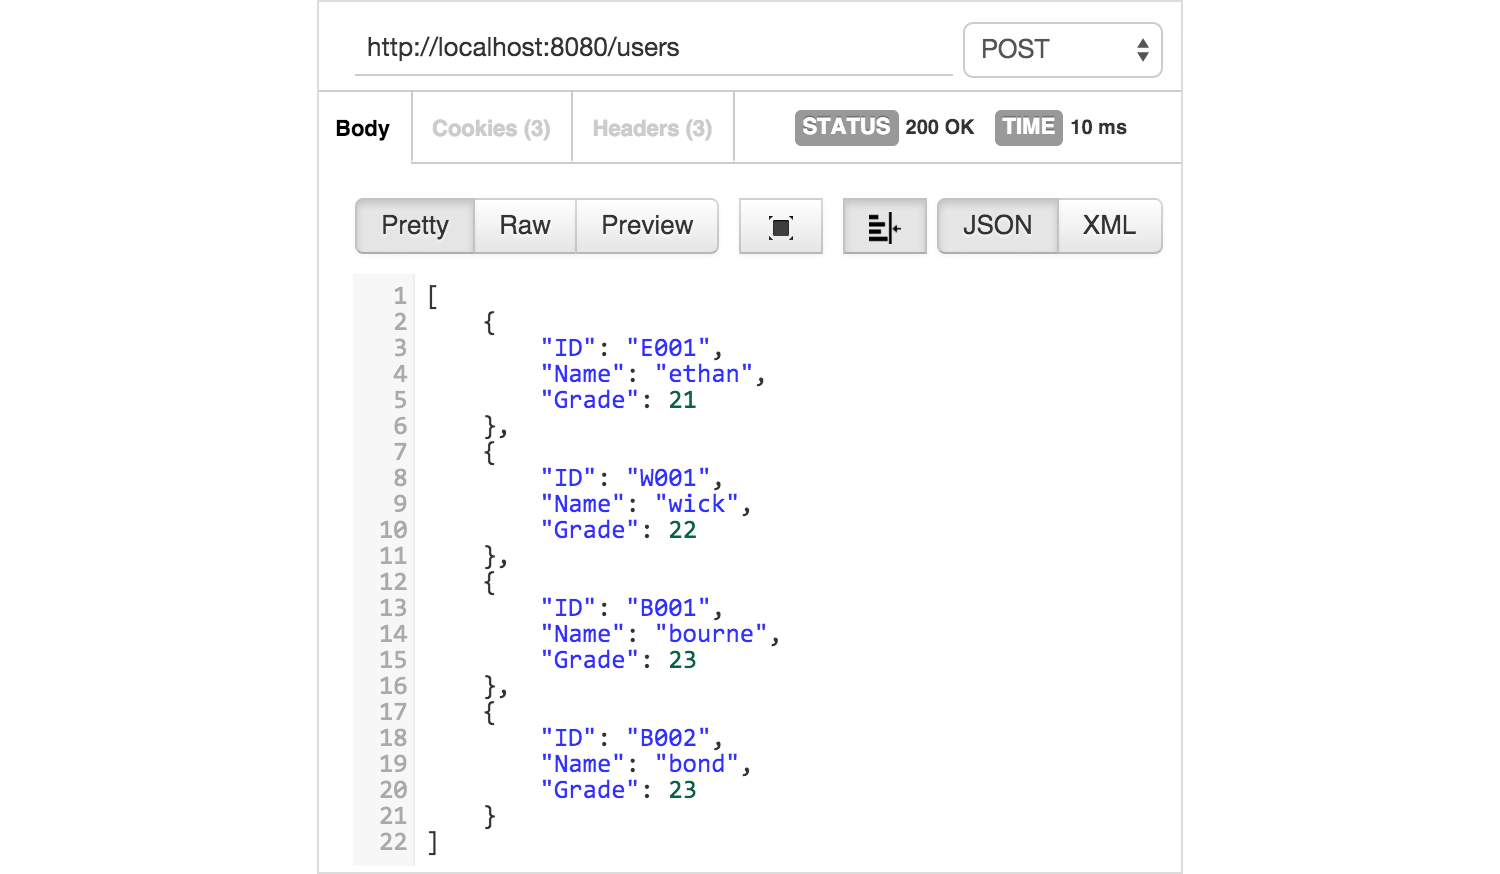 http://localhost:8080/users POST
Body Cookies (3) Headers (3) STATUS 200 OK TIME 10 ms
Pretty Raw Preview JSON XML
1 [
2     {
3         "ID": "E001",
4         "Name": "ethan",
5         "Grade": 21
6     },
7     {
8         "ID": "W001",
9         "Name": "wick",
10         "Grade": 22
11     },
12     {
13         "ID": "B001",
14         "Name": "bourne",
15         "Grade": 23
16     },
17     {
18         "ID": "B002",
19         "Name": "bond",
20         "Grade": 23
21     }
22 ]